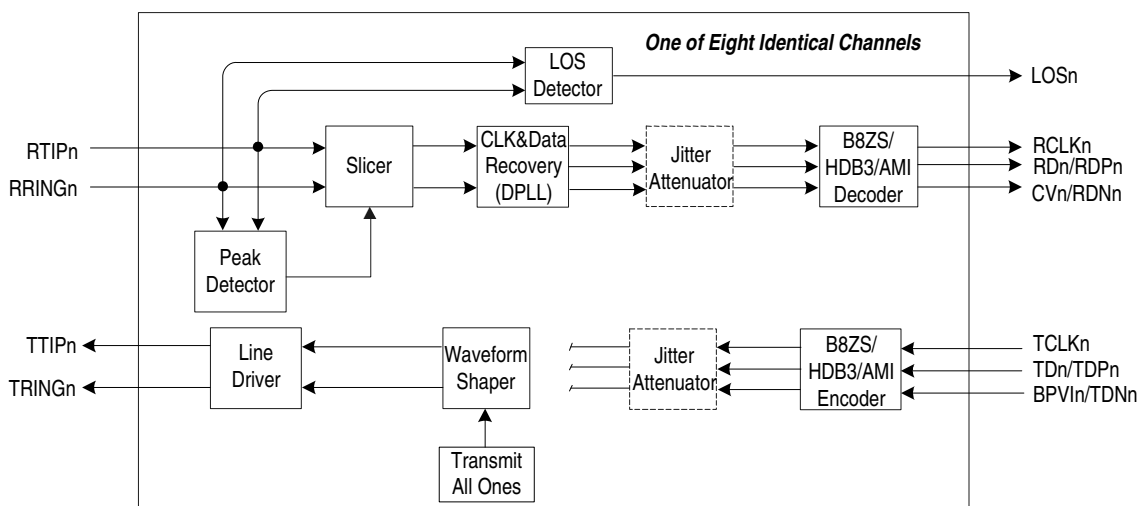 One of Eight Identical Channels
LOS
Detector
LOSn
RTIPn
RRINGn
Slicer
CLK&Data
Recovery
(DPLL)
Jitter
Attenuator
B8ZS/
HDB3/AMI
Decoder
RCLKn
RDn/RDPn
CVn/RDNn
Peak
Detector
TTIPn
TRINGn
Line
Driver
Waveform
Shaper
Transmit
All Ones
Jitter
Attenuator
B8ZS/
HDB3/AMI
Encoder
TCLKn
TDn/TDPn
BPVIn/TDNn